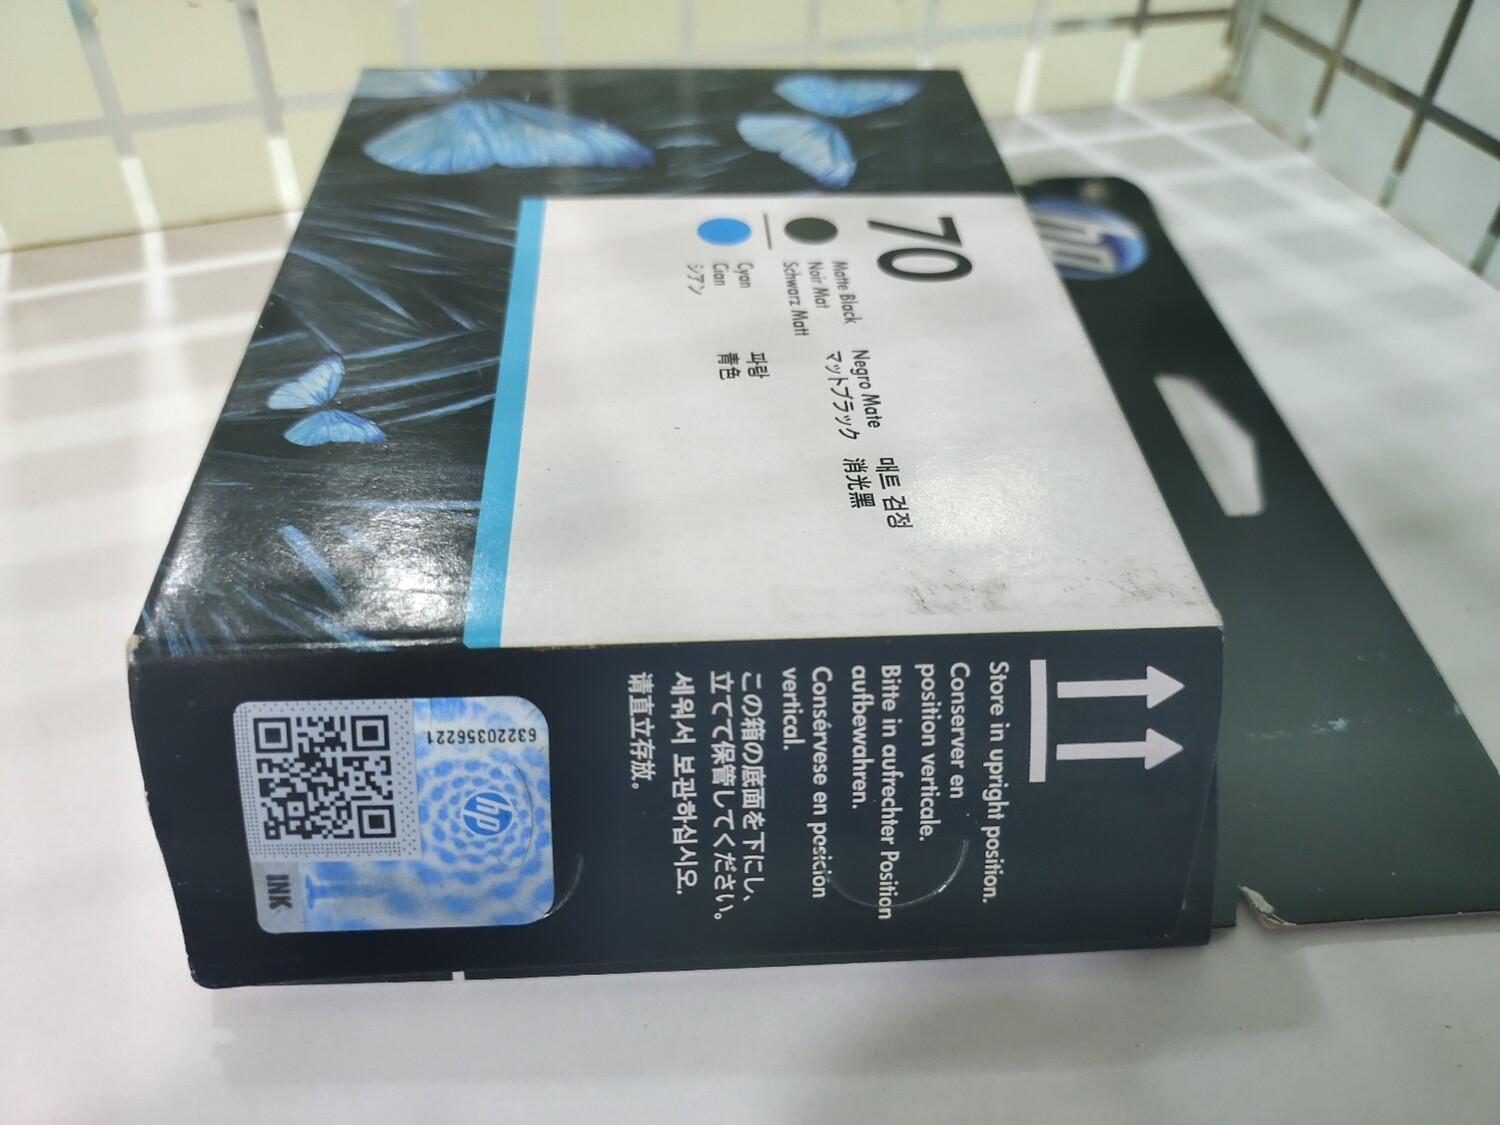 hp
70
Matte Black
Noir Mat
Schwarz Matt
Negro Mate
マットブラック
매트 검정
消光黑
Cyan
Cian
シアン
파랑
青色
Store in upright position.
Conserver en
position verticale.
Bitte in aufrechter Position
aufbewahren.
Consérvese en posición
vertical.
この箱の底面を下にし、
立てて保管してください。
세워서 보관하십시오.
请直立存放。
63220356221
hp
INK